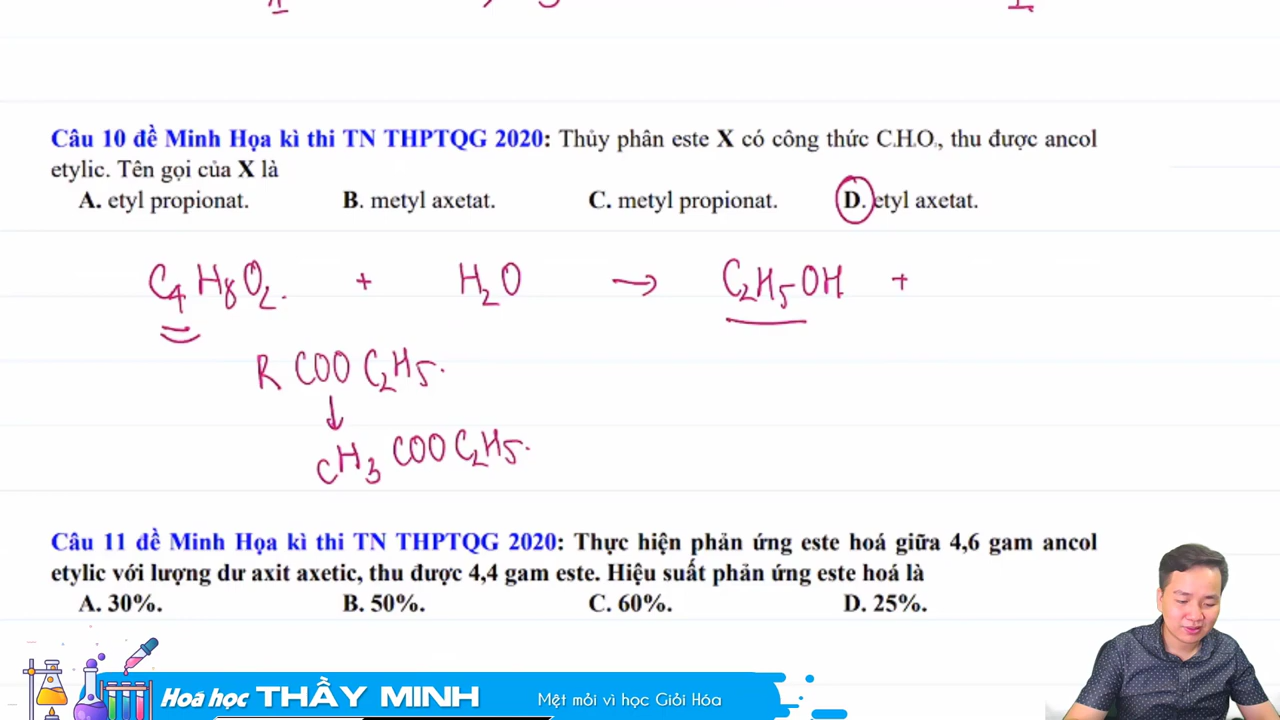 Câu 10 đề Minh Họa kì thi TN THPTQG 2020: Thủy phân este X có công thức C.H.O., thu được ancol
etylic. Tên gọi của X là
A. etyl propionat. B. metyl axetat. C. metyl propionat. D. etyl axetat.
C4H8O2. + H2O → C2H5OH +
RCOOC2H5.
↓
CH3COOC2H5.
Câu 11 đề Minh Họa kì thi TN THPTQG 2020: Thực hiện phản ứng este hoá giữa 4,6 gam ancol
etylic với lượng dư axit axetic, thu được 4,4 gam este. Hiệu suất phản ứng este hoá là
A. 30%. B. 50%. C. 60%. D. 25%.
Hoá học THẦY MINH Mệt mỏi vì học Giỏi Hóa